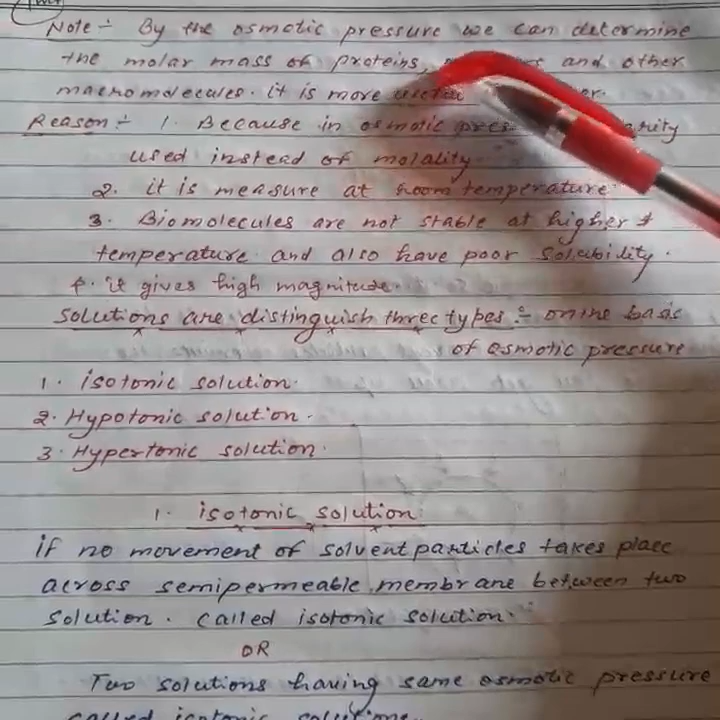 Note :- By the osmotic pressure we can determine
the molar mass of proteins, and other
macromolecules. it is more useful
Reason :- 1. Because in osmotic
used instead of molality.
2. it is measure at room temperature.
3. Biomolecules are not stable at higher
temperature and also have poor solubility.
4. it gives high magnitude.
solutions are distinguish three types :- on the basis
of osmotic pressure
1. isotonic solution.
2. Hypotonic solution.
3. Hypertonic solution.
1. isotonic solution
if no movement of solvent particles takes place
across semipermeable membrane between two
solution. called isotonic solution.
OR
Two solutions having same osmotic pressure
called isotonic solutions.